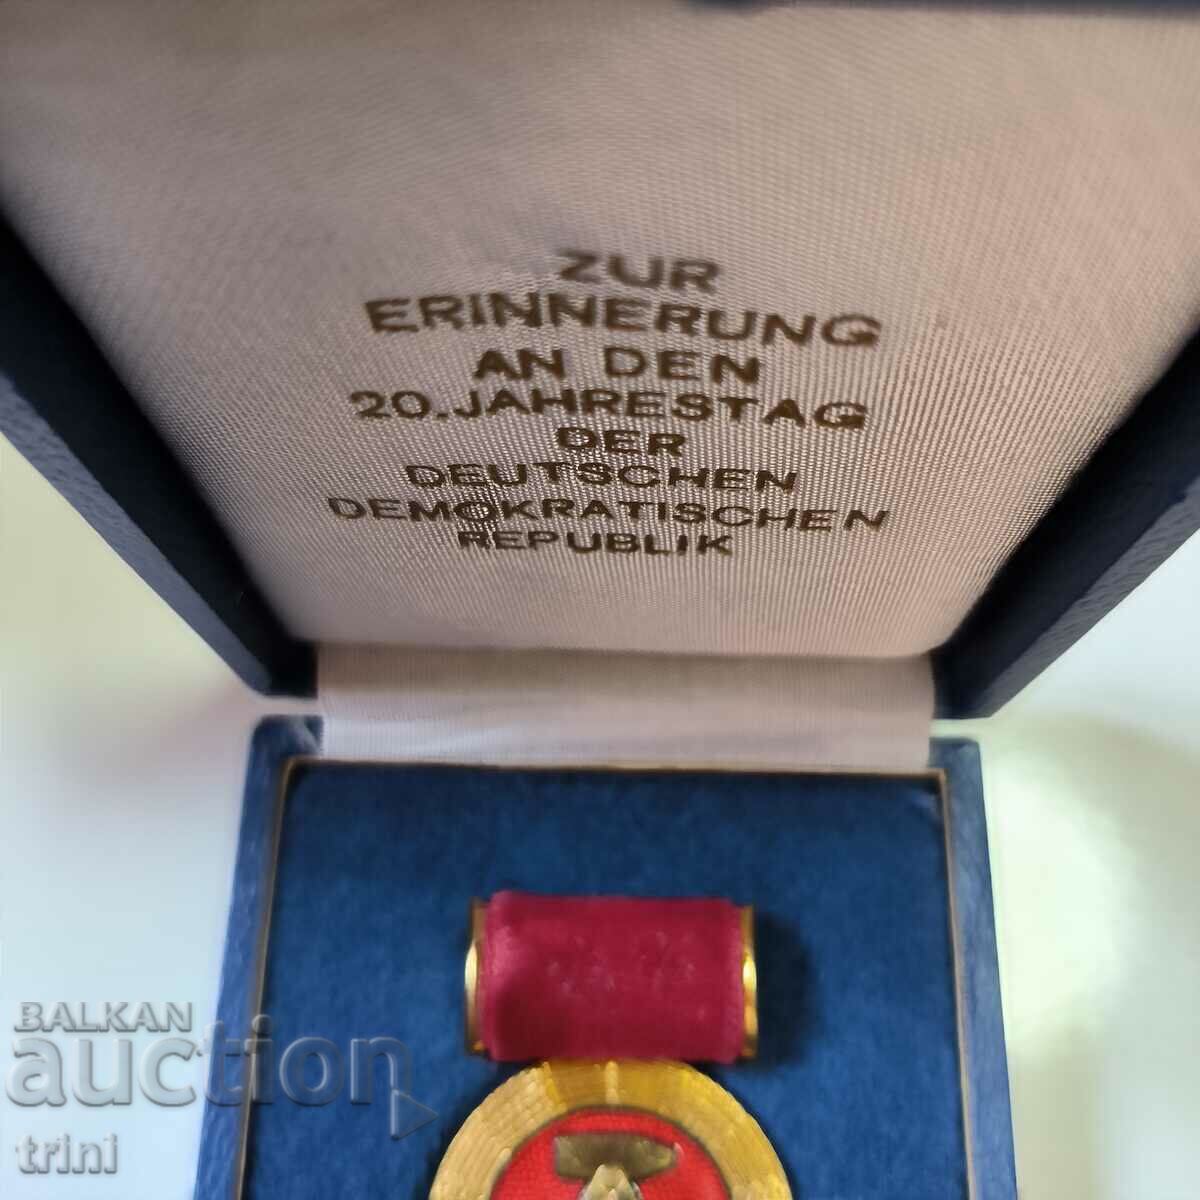 ZUR
ERINNERUNG
AN DEN
20. JAHRESTAG
DER
DEUTSCHEN
DEMOKRATISCHEN
REPUBLIK
BALKAN
auction
trini